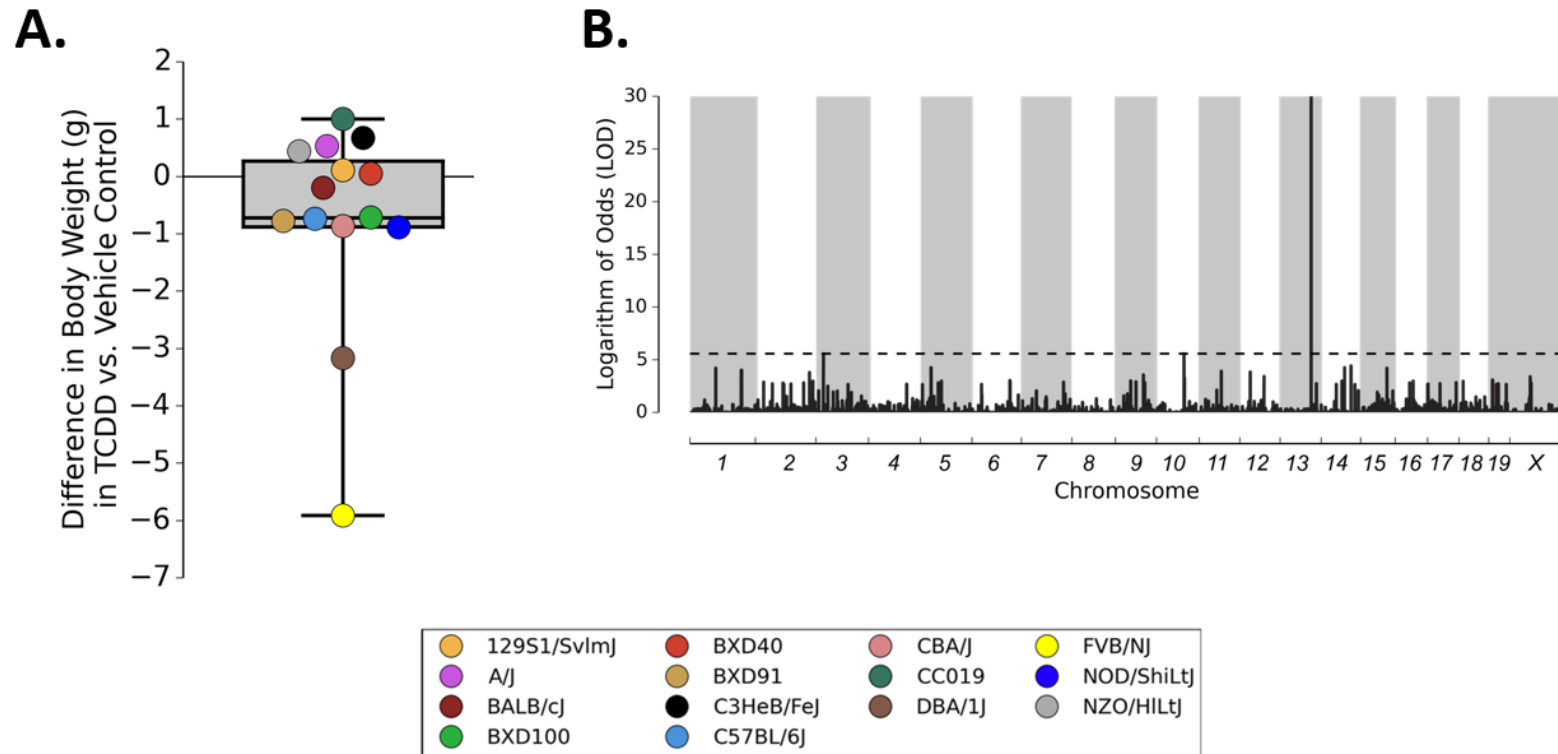 A.
Difference in Body Weight (g)
in TCDD vs. Vehicle Control
2
1
0
−1
−2
−3
−4
−5
−6
−7
B.
Logarithm of Odds (LOD)
30
25
20
15
10
5
0
1 2 3 4 5 6 7 8 9 10 11 12 13 14 15 16 17 18 19 X
Chromosome
129S1/SvImJ BXD40 CBA/J FVB/NJ
A/J BXD91 CC019 NOD/ShiLtJ
BALB/cJ C3HeB/FeJ DBA/1J NZO/HILtJ
BXD100 C57BL/6J